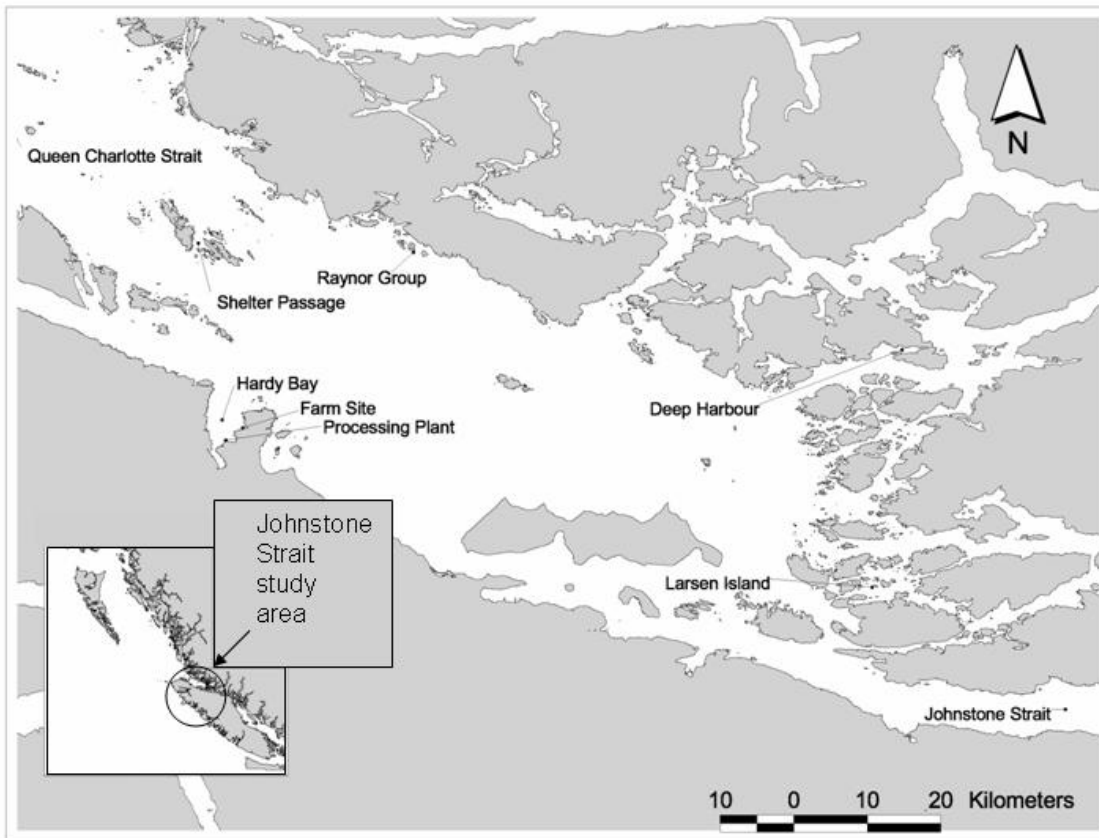 N
Queen Charlotte Strait
Raynor Group
Shelter Passage
Hardy Bay
Farm Site
Processing Plant
Deep Harbour
Johnstone
Strait
study
area
Larsen Island
Johnstone Strait
10 0 10 20 Kilometers